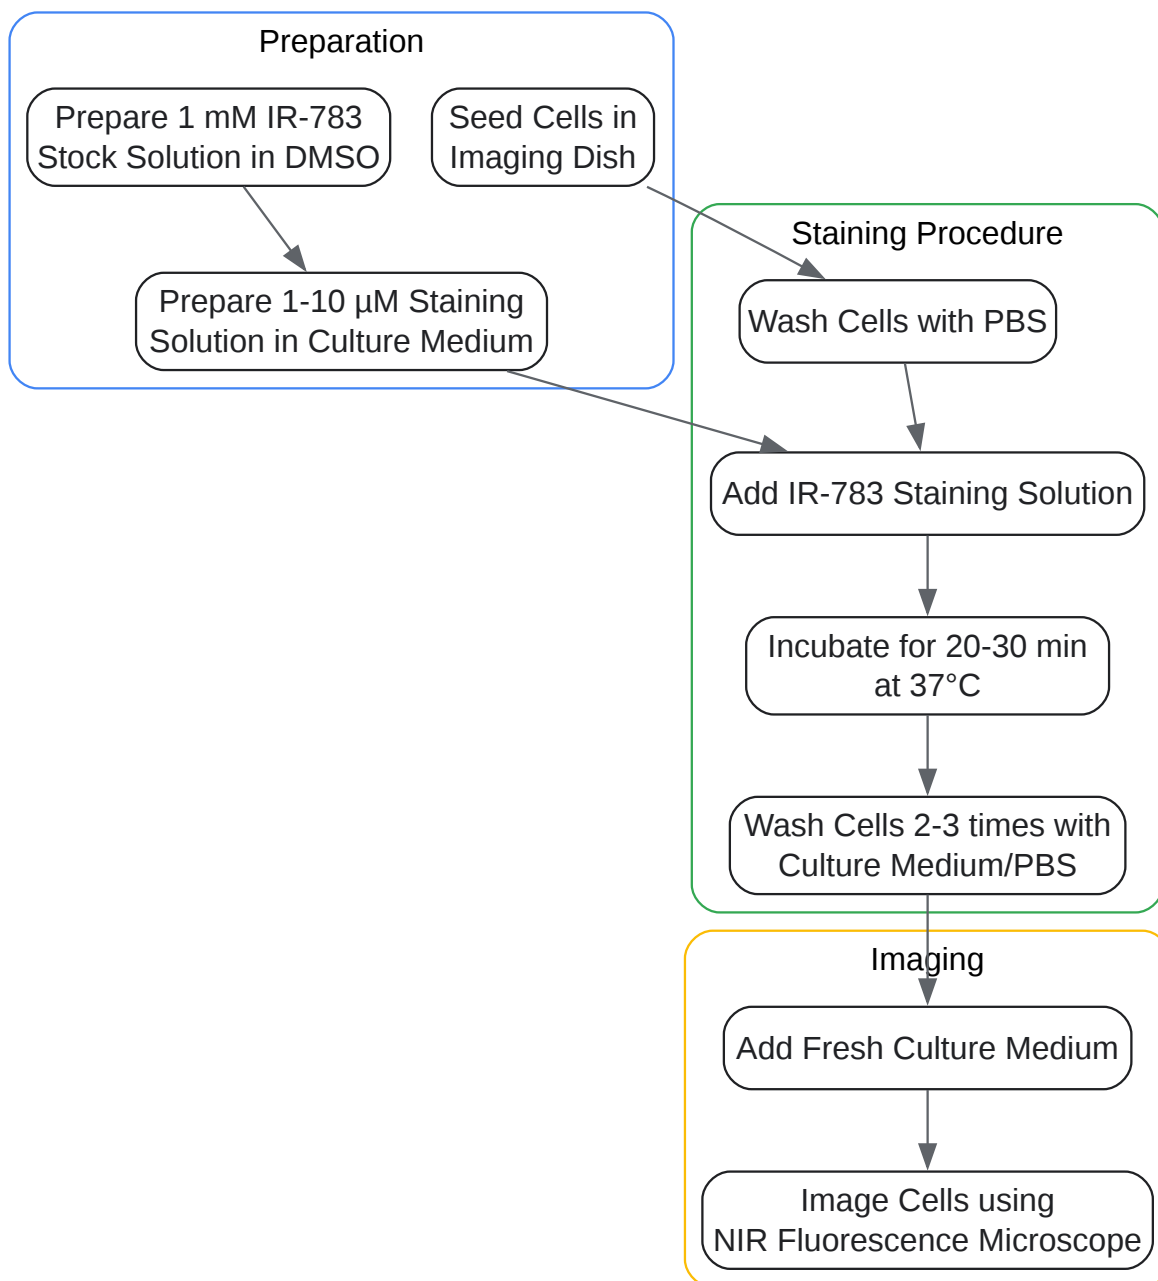 Preparation
Prepare 1 mM IR-783
Stock Solution in DMSO
Seed Cells in
Imaging Dish
Prepare 1-10 µM Staining
Solution in Culture Medium
Staining Procedure
Wash Cells with PBS
Add IR-783 Staining Solution
Incubate for 20-30 min
at 37°C
Wash Cells 2-3 times with
Culture Medium/PBS
Imaging
Add Fresh Culture Medium
Image Cells using
NIR Fluorescence Microscope